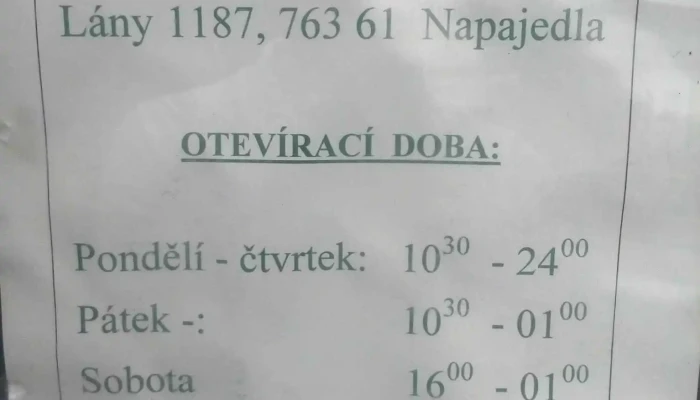 Lány 1187, 763 61 Napajedla
OTEVÍRACÍ DOBA:
Pondělí - čtvrtek: 10³⁰ - 24⁰⁰
Pátek -: 10³⁰ - 01⁰⁰
Sobota 16⁰⁰ - 01⁰⁰